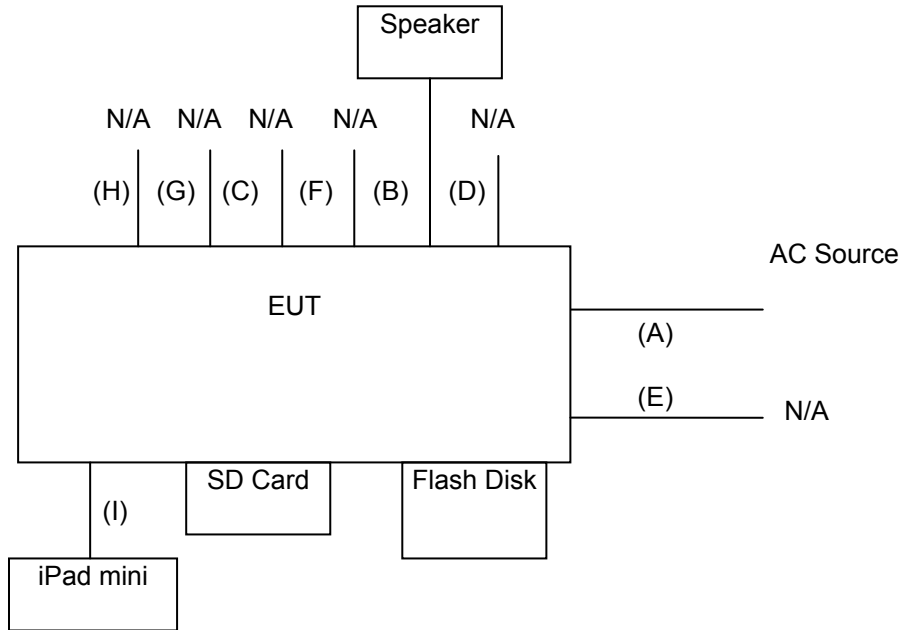 Speaker
N/A N/A N/A N/A N/A
(H) (G) (C) (F) (B) (D)
AC Source
EUT
(A)
(E) N/A
SD Card Flash Disk
(I)
iPad mini